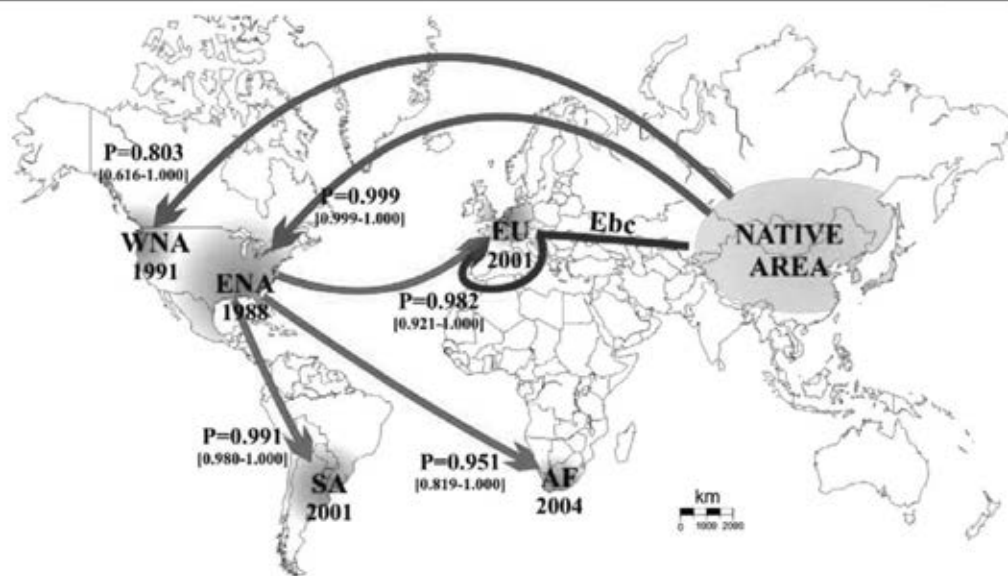 P=0.803
[0.616-1.000]
P=0.999
[0.999-1.000]
WNA
1991
ENA
1988
EU
2001
Ebc
NATIVE
AREA
P=0.982
[0.921-1.000]
P=0.991
[0.980-1.000]
SA
2001
P=0.951
[0.819-1.000]
AF
2004
km
0 1000 2000